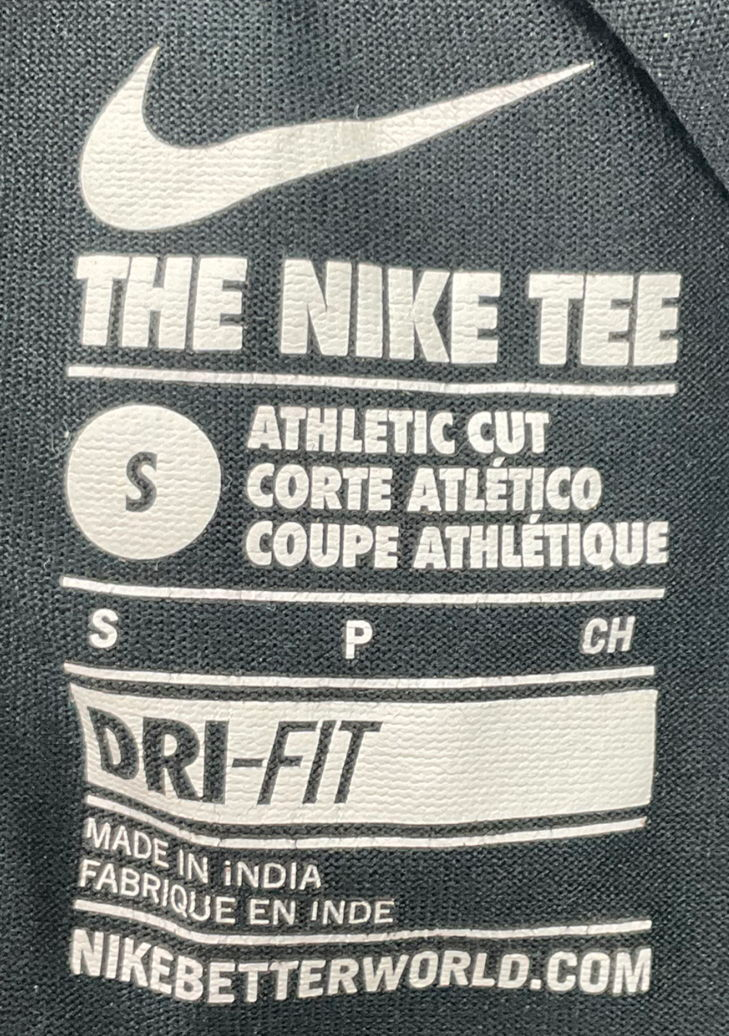 THE NIKE TEE
S
ATHLETIC CUT
CORTE ATLÉTICO
COUPE ATHLÉTIQUE
S P CH
DRI-FIT
MADE IN iNDIA
FABRIQUE EN INDE
NIKEBETTERWORLD.COM